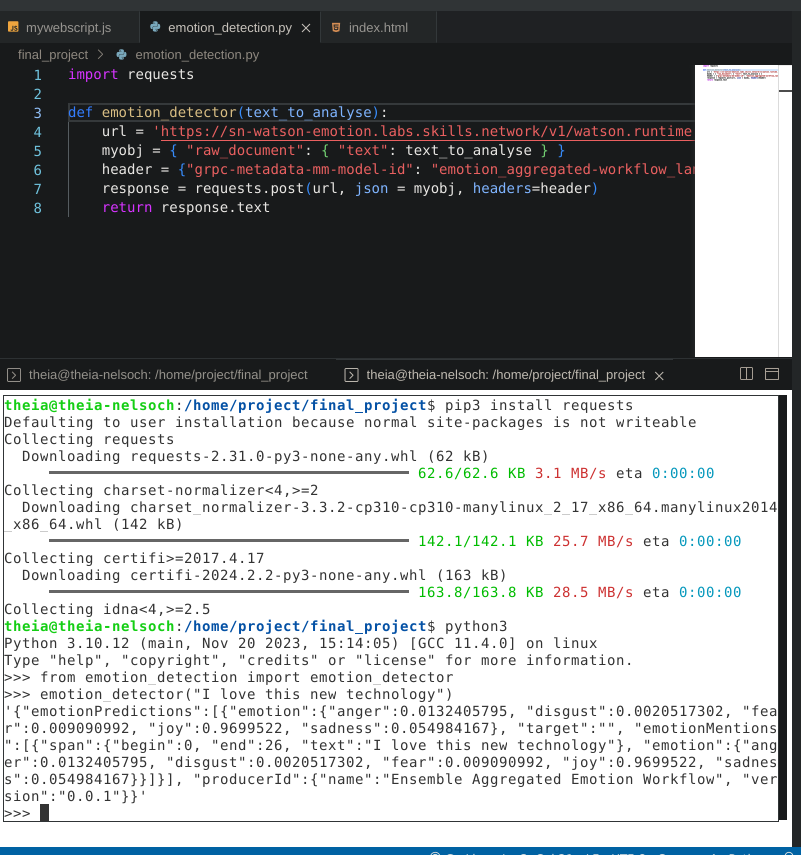 mywebscript.js emotion_detection.py index.html
final_project > emotion_detection.py
1 import requests
2
3 def emotion_detector(text_to_analyse):
4 url = 'https://sn-watson-emotion.labs.skills.network/v1/watson.runtime
5 myobj = { "raw_document": { "text": text_to_analyse } }
6 header = {"grpc-metadata-mm-model-id": "emotion_aggregated-workflow_lan
7 response = requests.post(url, json = myobj, headers=header)
8 return response.text
theia@theia-nelsoch: /home/project/final_project theia@theia-nelsoch: /home/project/final_project
theia@theia-nelsoch:/home/project/final_project$ pip3 install requests
Defaulting to user installation because normal site-packages is not writeable
Collecting requests
Downloading requests-2.31.0-py3-none-any.whl (62 kB)
62.6/62.6 KB 3.1 MB/s eta 0:00:00
Collecting charset-normalizer<4,>=2
Downloading charset_normalizer-3.3.2-cp310-cp310-manylinux_2_17_x86_64.manylinux2014
_x86_64.whl (142 kB)
142.1/142.1 KB 25.7 MB/s eta 0:00:00
Collecting certifi>=2017.4.17
Downloading certifi-2024.2.2-py3-none-any.whl (163 kB)
163.8/163.8 KB 28.5 MB/s eta 0:00:00
Collecting idna<4,>=2.5
theia@theia-nelsoch:/home/project/final_project$ python3
Python 3.10.12 (main, Nov 20 2023, 15:14:05) [GCC 11.4.0] on linux
Type "help", "copyright", "credits" or "license" for more information.
>>> from emotion_detection import emotion_detector
>>> emotion_detector("I love this new technology")
'{"emotionPredictions":[{"emotion":{"anger":0.0132405795, "disgust":0.0020517302, "fea
r":0.009090992, "joy":0.9699522, "sadness":0.054984167}, "target":"", "emotionMentions
":[{"span":{"begin":0, "end":26, "text":"I love this new technology"}, "emotion":{"ang
er":0.0132405795, "disgust":0.0020517302, "fear":0.009090992, "joy":0.9699522, "sadnes
s":0.054984167}}]}], "producerId":{"name":"Ensemble Aggregated Emotion Workflow", "ver
sion":"0.0.1"}}'
>>>